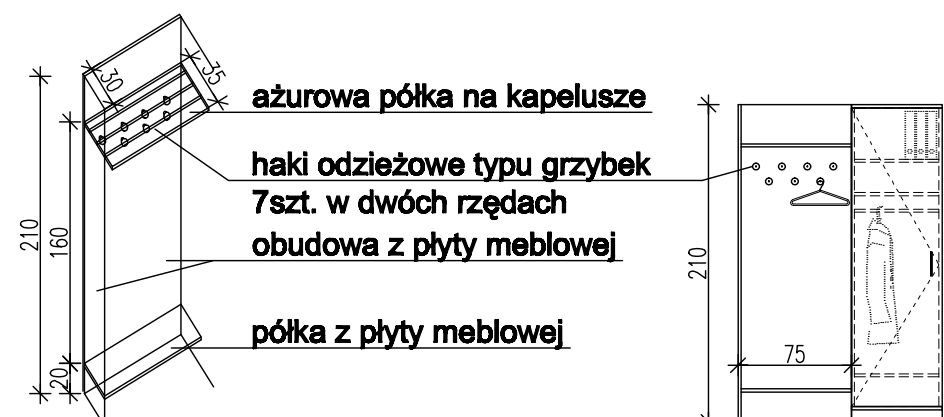 30
35
ażurowa półka na kapelusze
haki odzieżowe typu grzybek
7szt. w dwóch rzędach
obudowa z płyty meblowej
półka z płyty meblowej
210
160
20
210
75